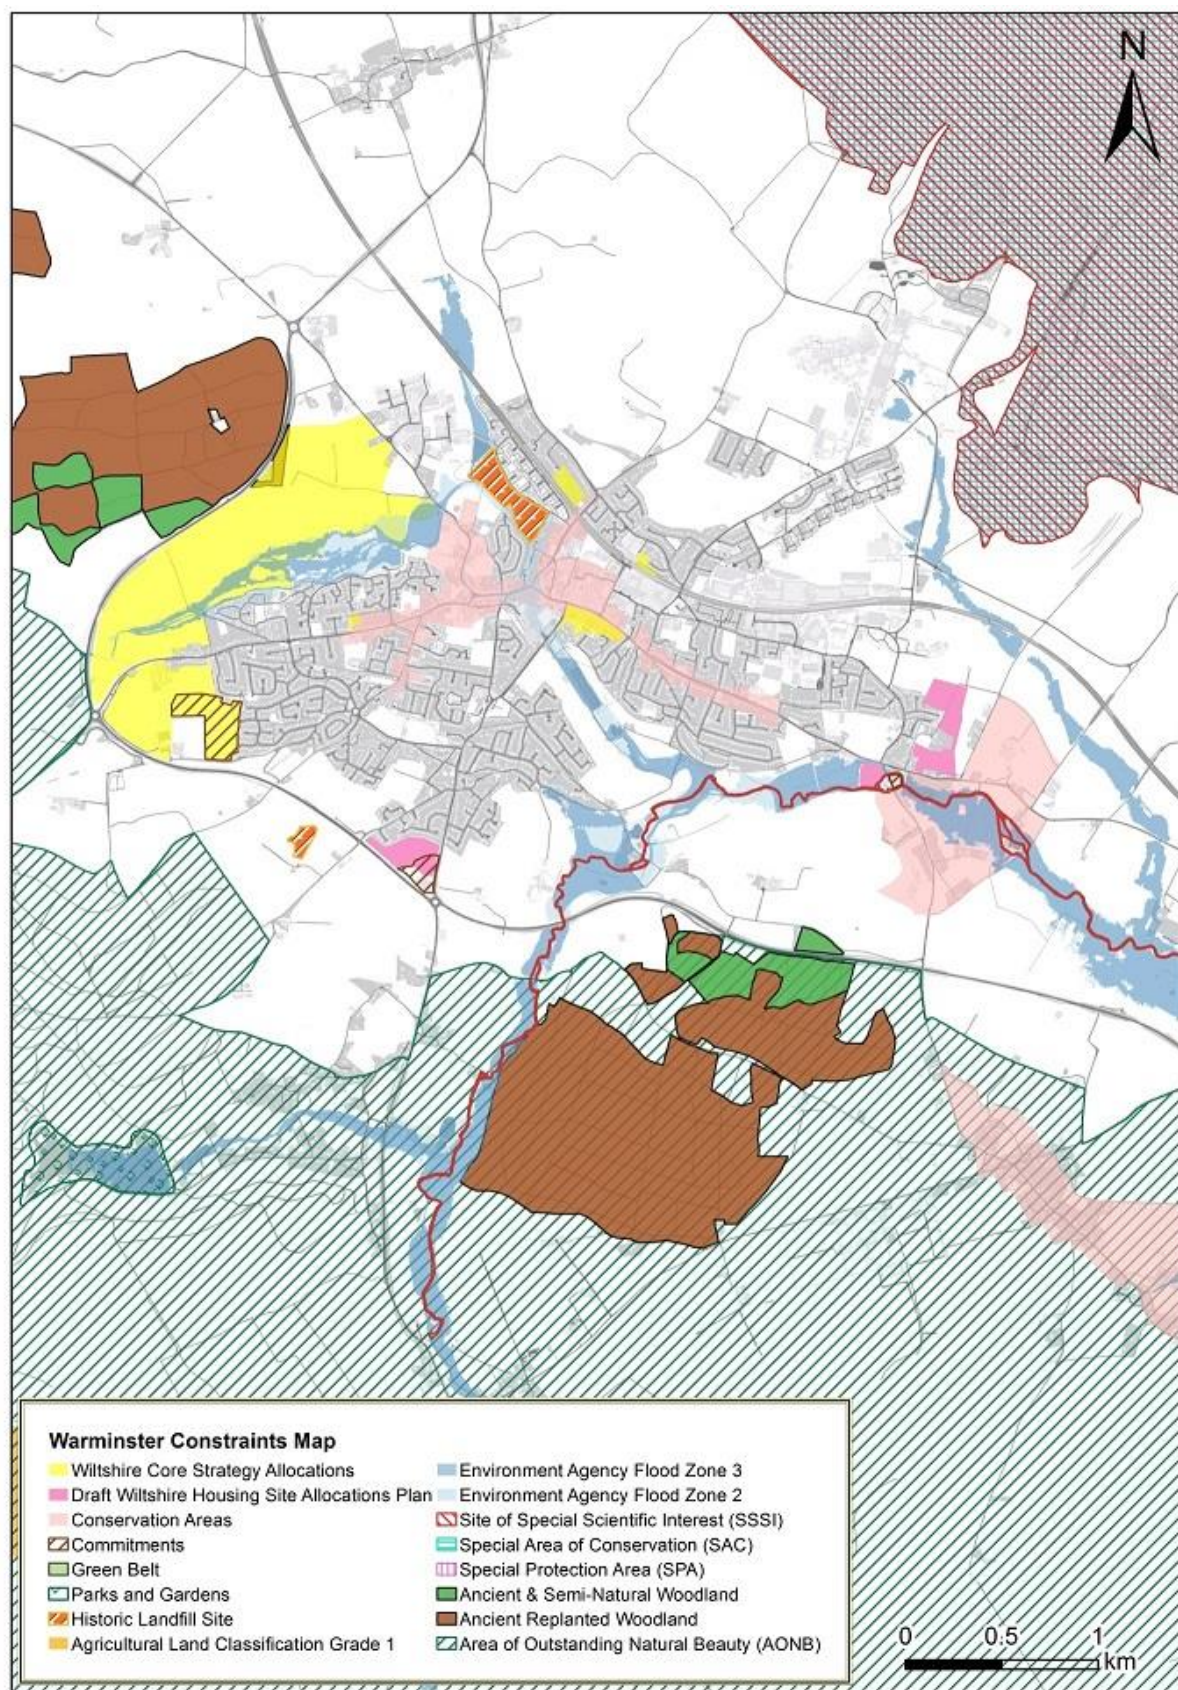 N
Warminster Constraints Map
Wiltshire Core Strategy Allocations
Draft Wiltshire Housing Site Allocations Plan
Conservation Areas
Commitments
Green Belt
Parks and Gardens
Historic Landfill Site
Agricultural Land Classification Grade 1
Environment Agency Flood Zone 3
Environment Agency Flood Zone 2
Site of Special Scientific Interest (SSSI)
Special Area of Conservation (SAC)
Special Protection Area (SPA)
Ancient & Semi-Natural Woodland
Ancient Replanted Woodland
Area of Outstanding Natural Beauty (AONB)
0 0.5 1
km